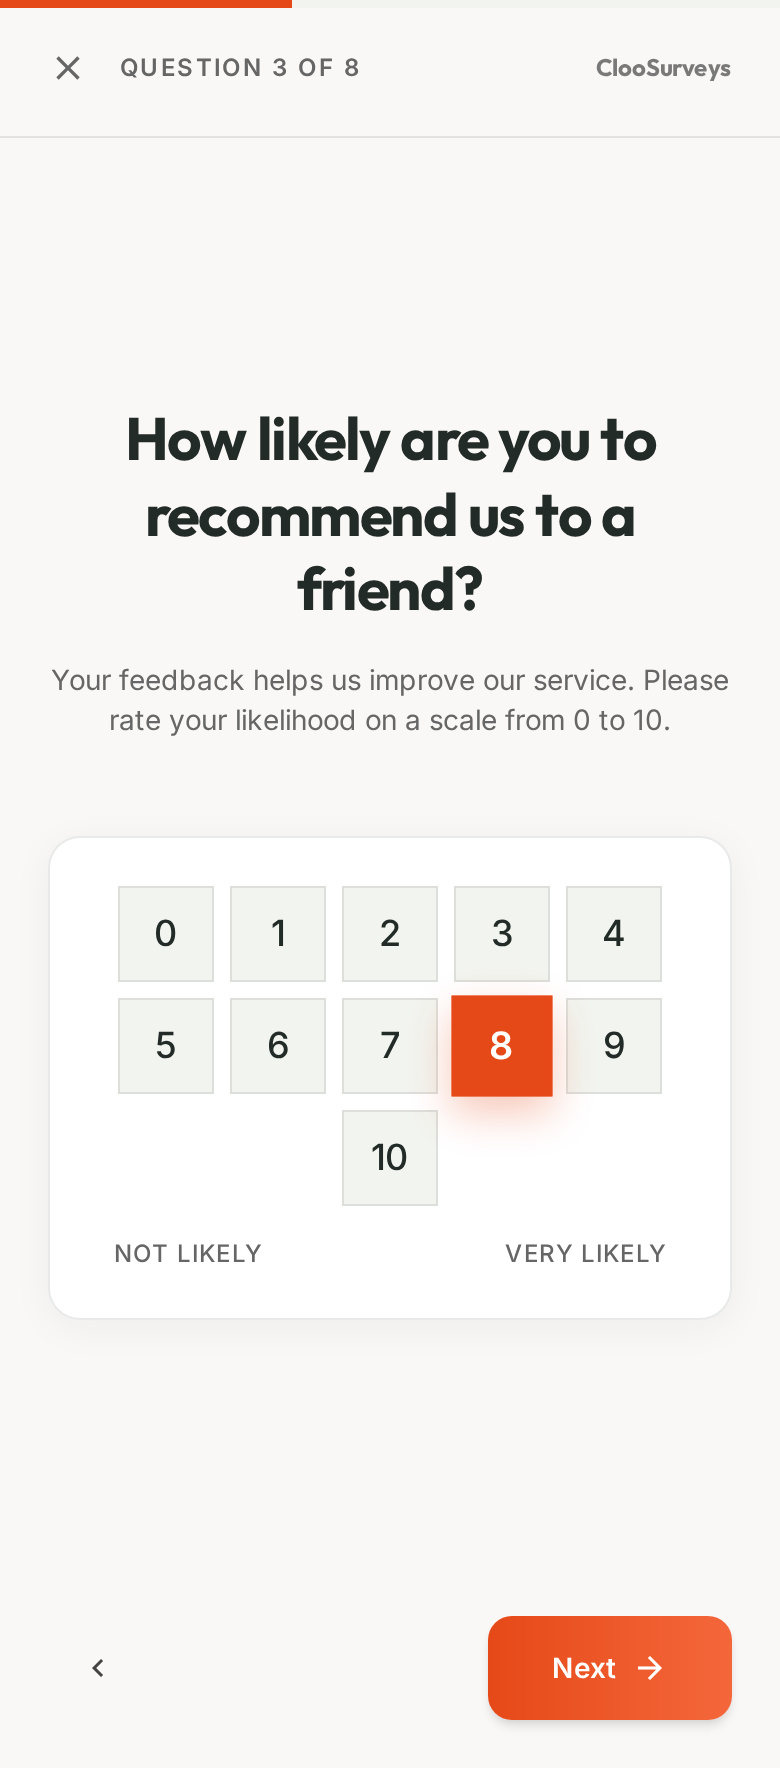 QUESTION 3 OF 8
ClooSurveys
How likely are you to
recommend us to a
friend?
Your feedback helps us improve our service. Please
rate your likelihood on a scale from 0 to 10.
0 1 2 3 4
5 6 7 8 9
10
NOT LIKELY VERY LIKELY
Next